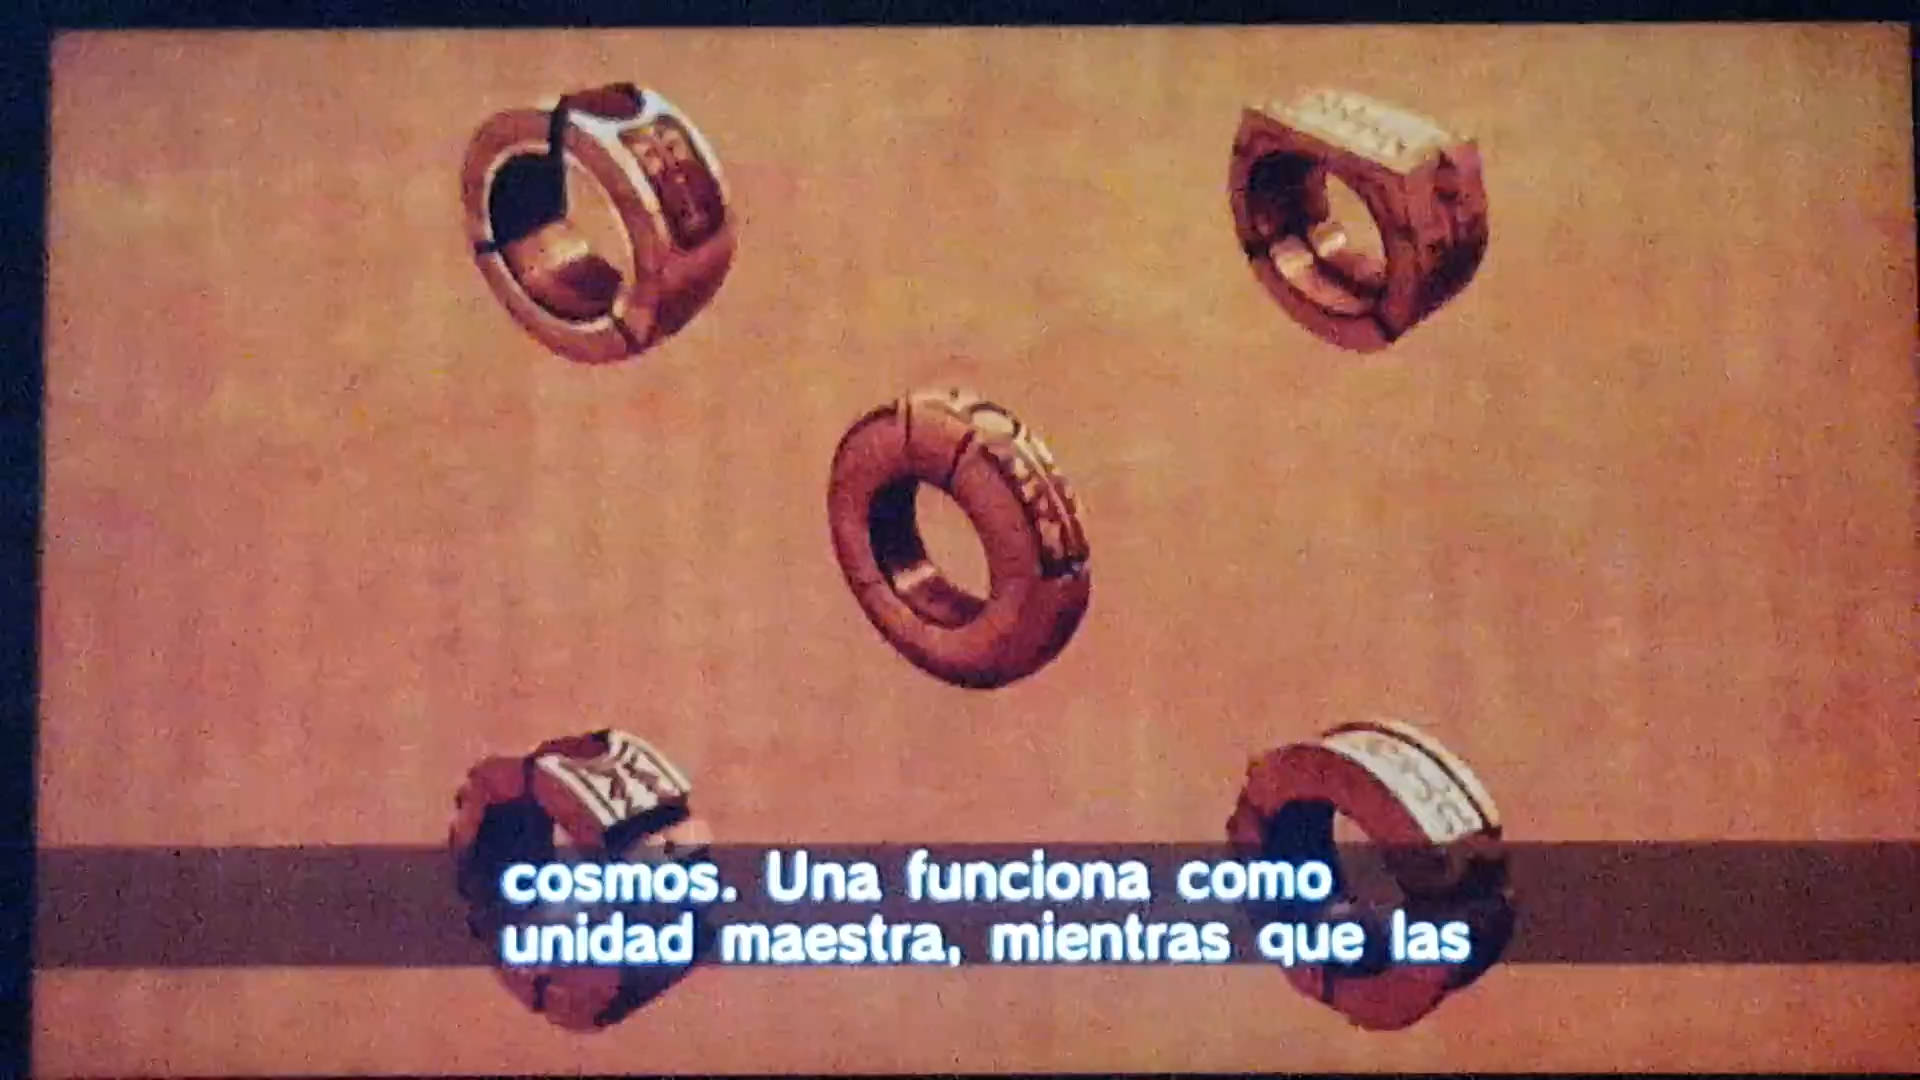 cosmos. Una funciona como
unidad maestra, mientras que las